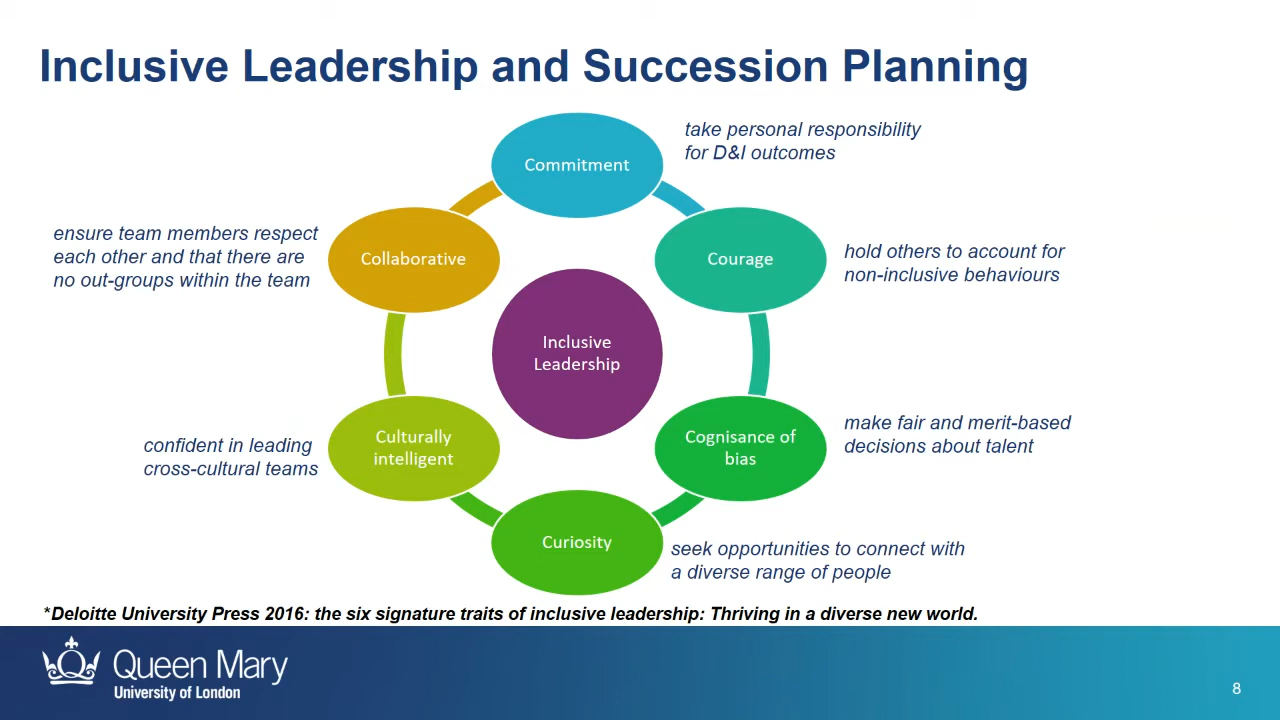 Inclusive Leadership and Succession Planning
Commitment
take personal responsibility
for D&I outcomes
Courage
hold others to account for
non-inclusive behaviours
Cognisance of
bias
make fair and merit-based
decisions about talent
Curiosity
seek opportunities to connect with
a diverse range of people
Culturally
intelligent
confident in leading
cross-cultural teams
Collaborative
ensure team members respect
each other and that there are
no out-groups within the team
Inclusive
Leadership
*Deloitte University Press 2016: the six signature traits of inclusive leadership: Thriving in a diverse new world.
Queen Mary
University of London
8